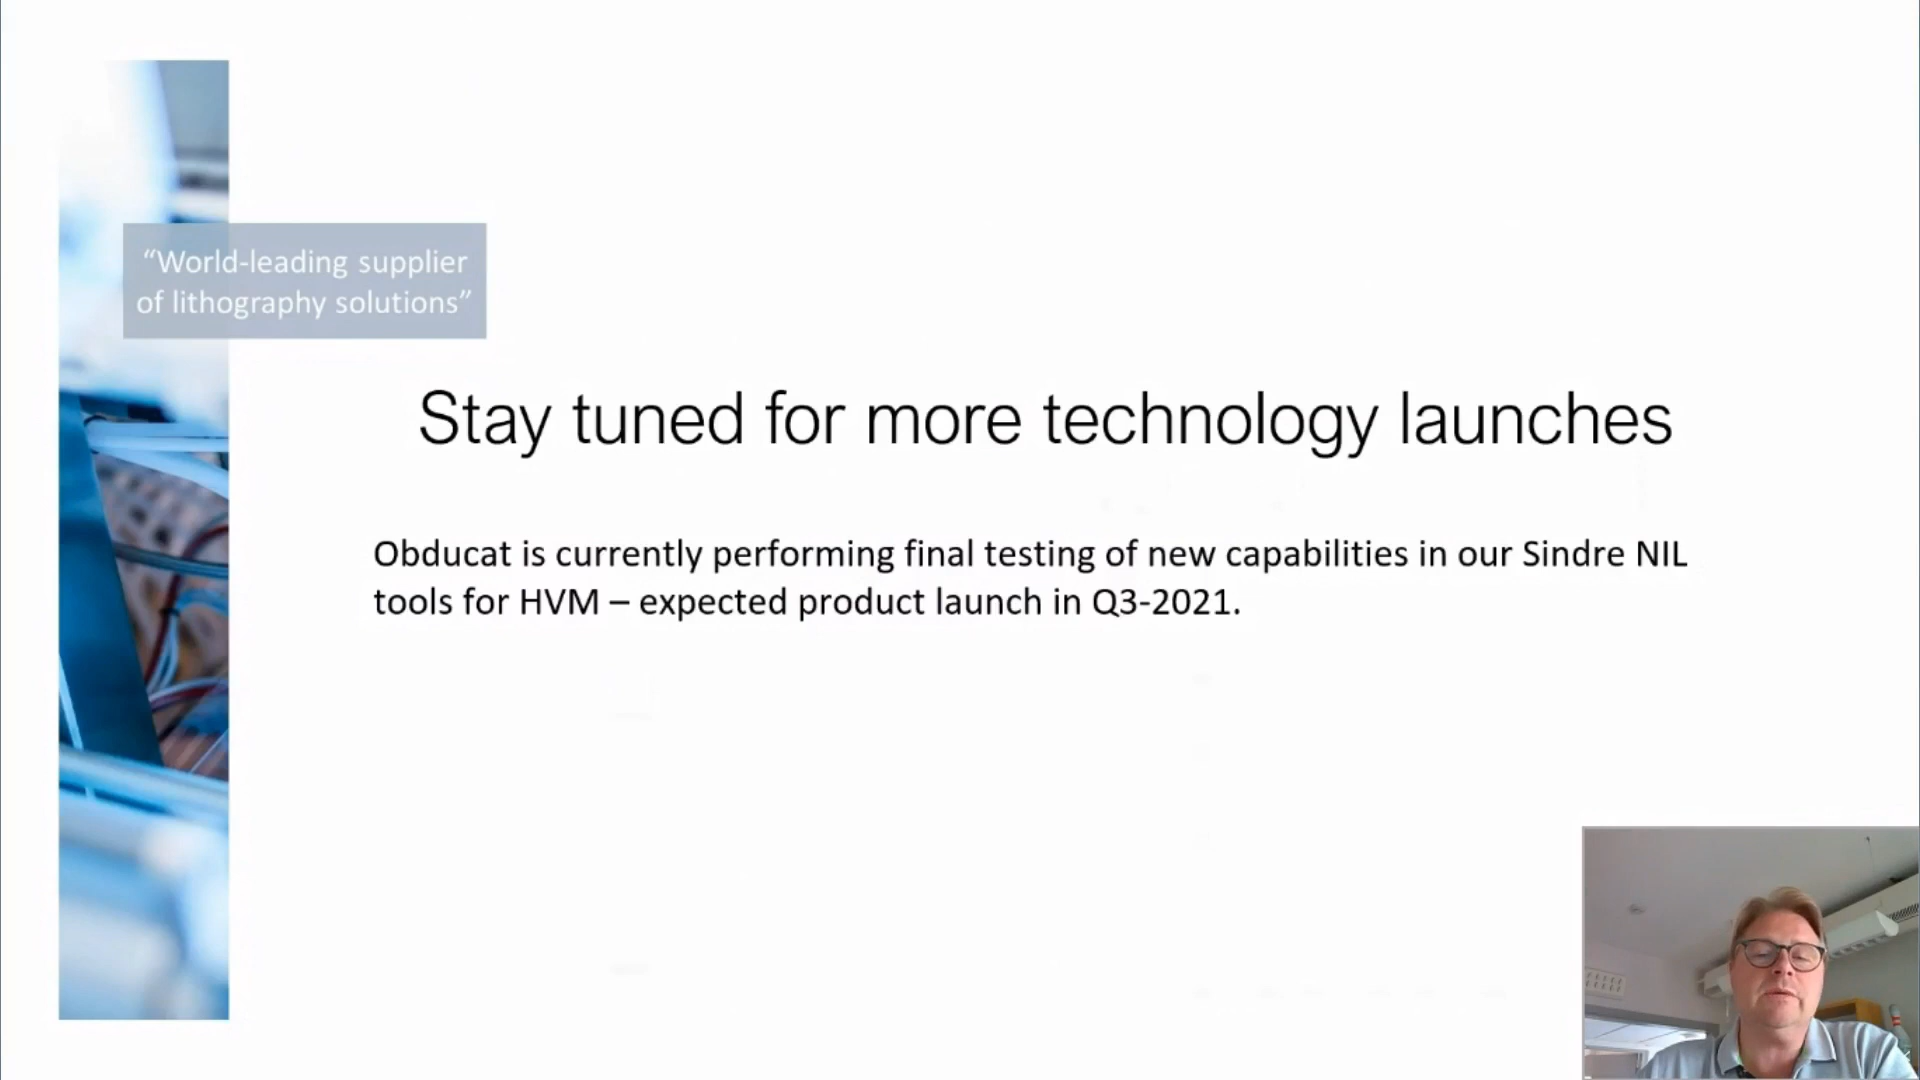 “World-leading supplier
of lithography solutions”
Stay tuned for more technology launches
Obducat is currently performing final testing of new capabilities in our Sindre NIL
tools for HVM – expected product launch in Q3-2021.